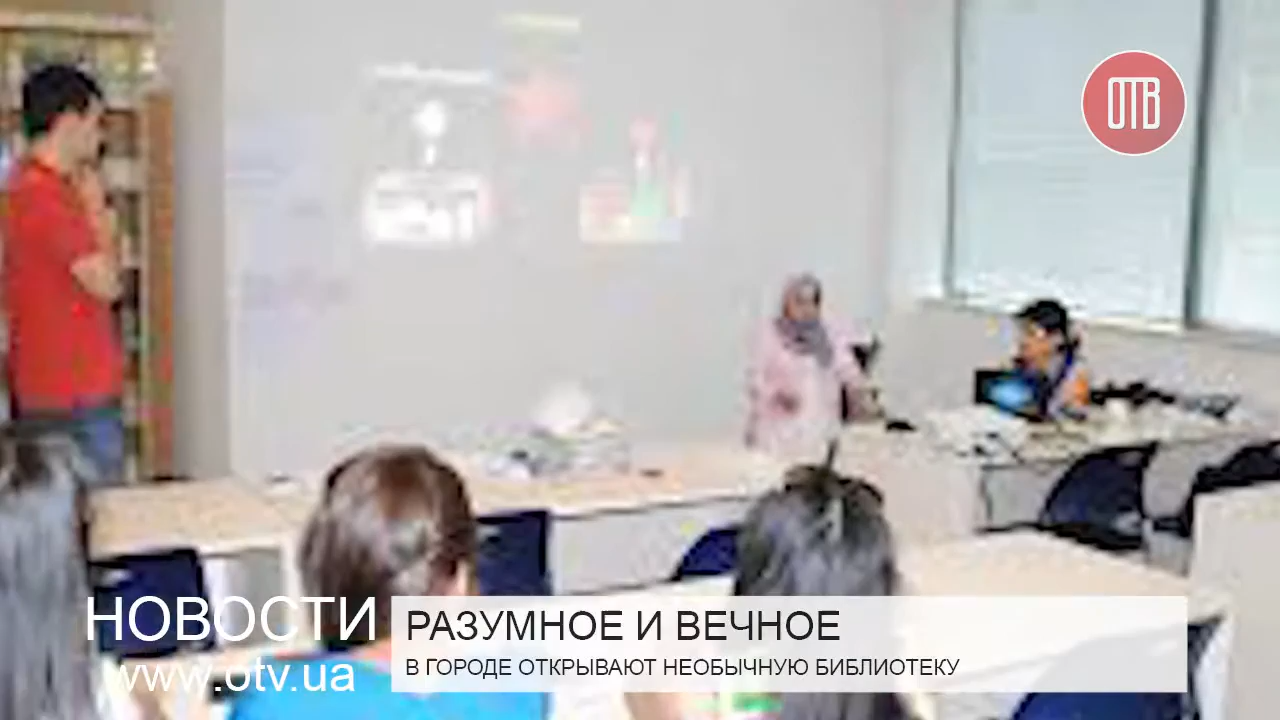 ОТВ
НОВОСТИ
www.otv.ua
РАЗУМНОЕ И ВЕЧНОЕ
В ГОРОДЕ ОТКРЫВАЮТ НЕОБЫЧНУЮ БИБЛИОТЕКУ